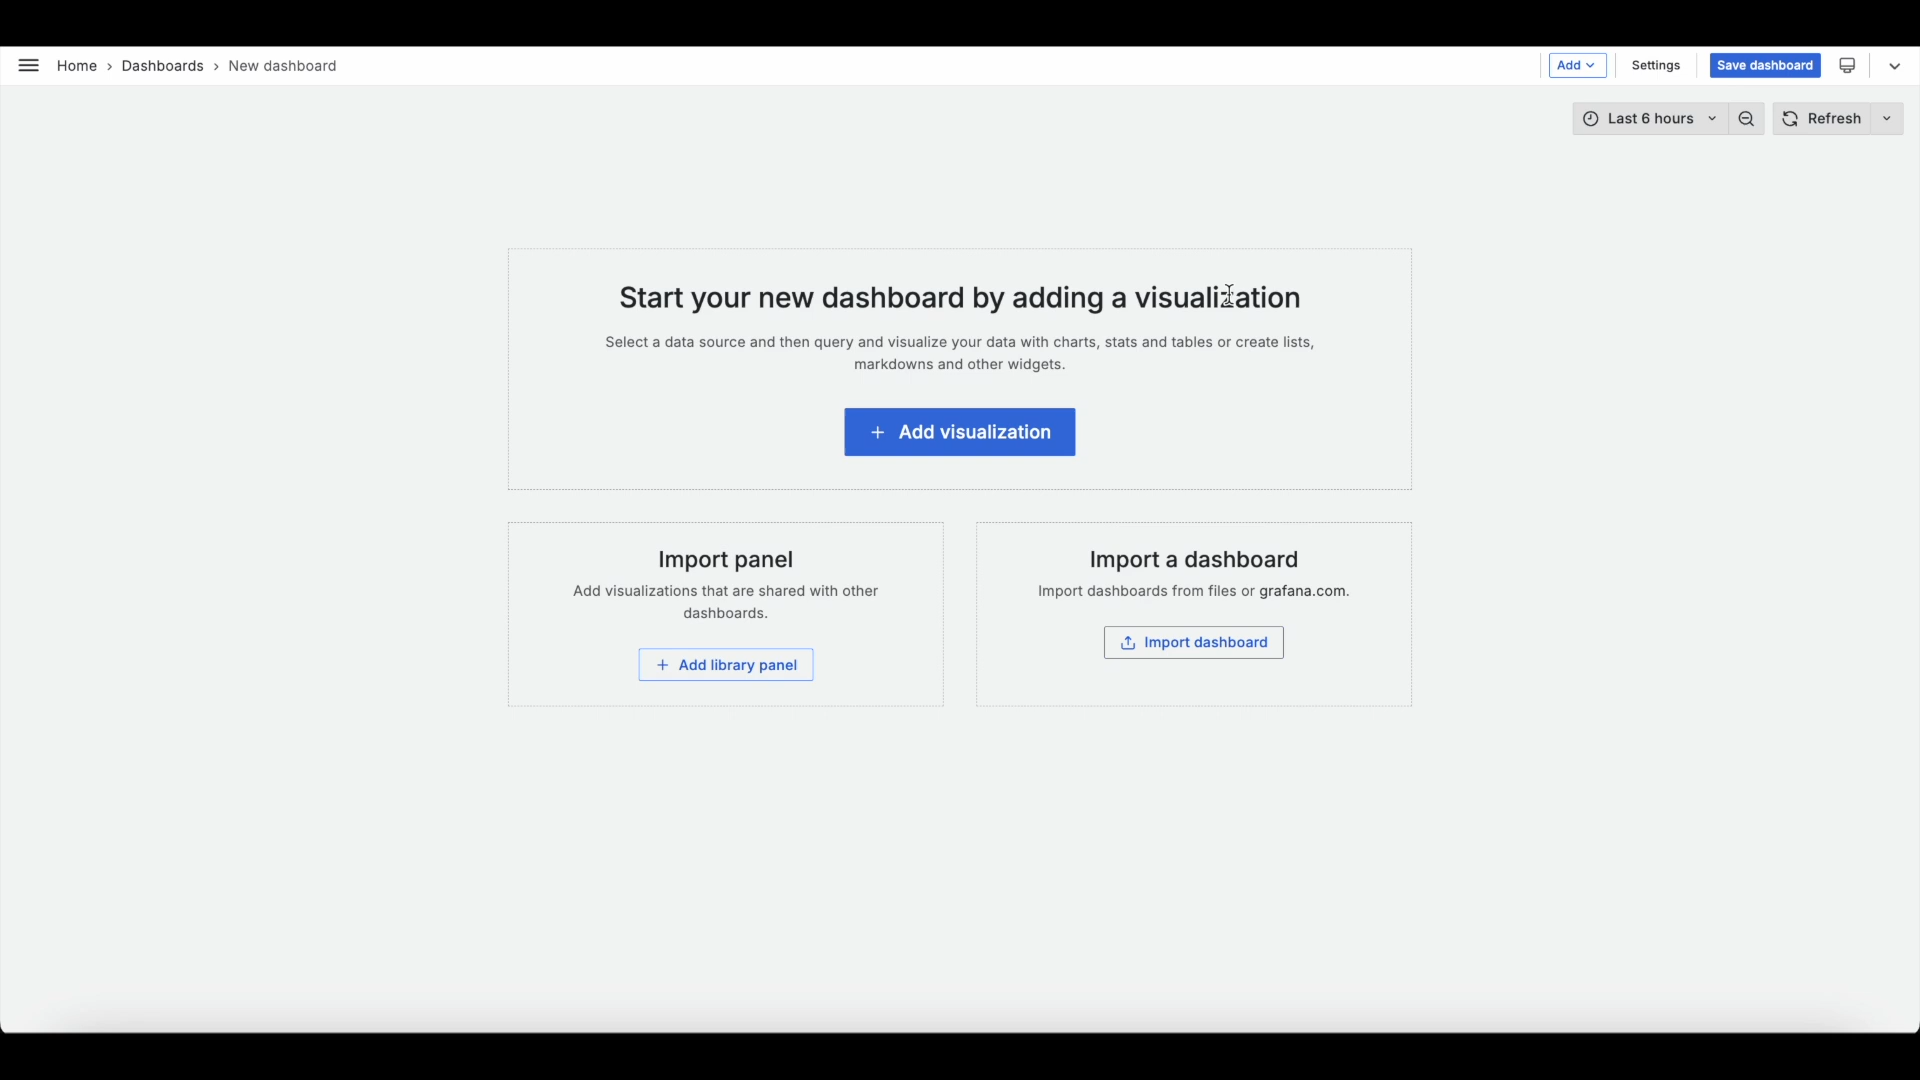 Home › Dashboards › New dashboard
Add
Settings
Save dashboard
Last 6 hours
Refresh
Start your new dashboard by adding a visualization
Select a data source and then query and visualize your data with charts, stats and tables or create lists,
markdowns and other widgets.
+ Add visualization
Import panel
Add visualizations that are shared with other
dashboards.
+ Add library panel
Import a dashboard
Import dashboards from files or grafana.com.
Import dashboard